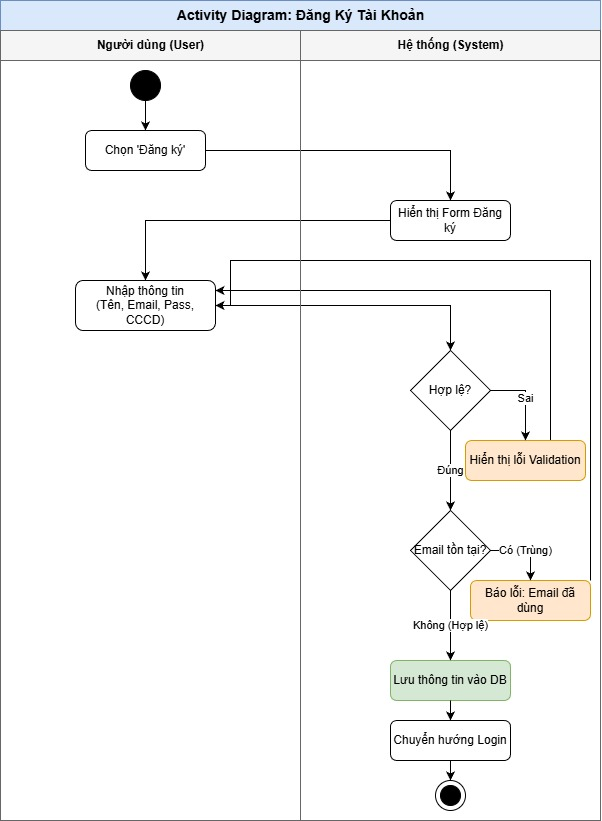 Activity Diagram: Đăng Ký Tài Khoản
Người dùng (User)
Hệ thống (System)
Chọn 'Đăng ký'
Hiển thị Form Đăng
ký
Nhập thông tin
(Tên, Email, Pass,
CCCD)
Hợp lệ?
Sai
Hiển thị lỗi Validation
Đúng
Email tồn tại?
Có (Trùng)
Báo lỗi: Email đã
dùng
Không (Hợp lệ)
Lưu thông tin vào DB
Chuyển hướng Login